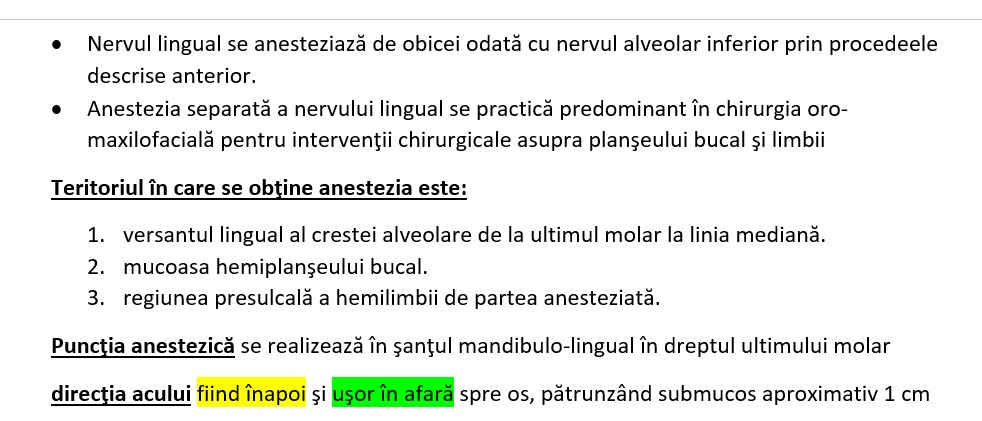 • Nervul lingual se anesteziază de obicei odată cu nervul alveolar inferior prin procedeele
descrise anterior.
• Anestezia separată a nervului lingual se practică predominant în chirurgia oro-
maxilofacială pentru intervenţii chirurgicale asupra planşeului bucal şi limbii
Teritoriul în care se obţine anestezia este:
1. versantul lingual al crestei alveolare de la ultimul molar la linia mediană.
2. mucoasa hemiplanşeului bucal.
3. regiunea presulcală a hemilimbii de partea anesteziată.
Puncţia anestezică se realizează în şanţul mandibulo-lingual în dreptul ultimului molar
direcţia acului fiind înapoi şi uşor în afară spre os, pătrunzând submucos aproximativ 1 cm